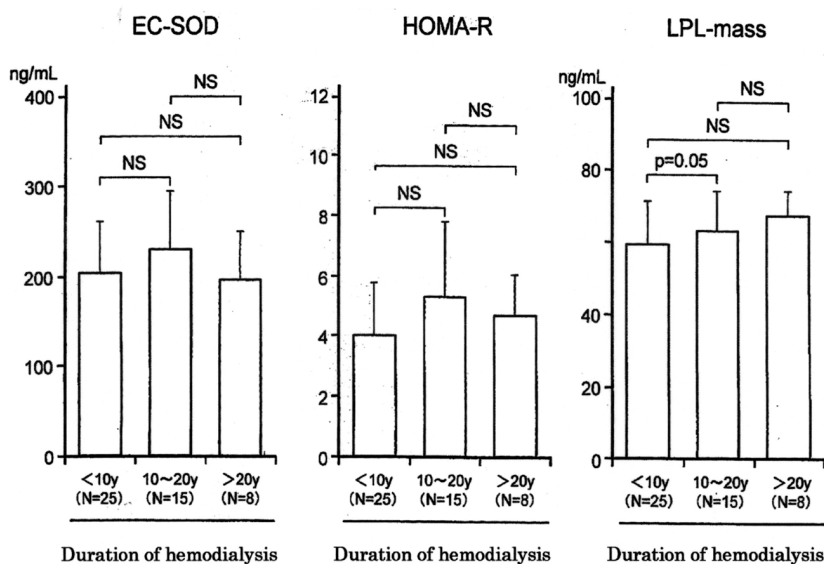 EC-SOD
ng/mL
400
300
200
100
0
NS
NS
NS
<10y
(N=25)
10~20y
(N=15)
>20y
(N=8)
Duration of hemodialysis
HOMA-R
12
10
8
6
4
2
0
NS
NS
NS
<10y
(N=25)
10~20y
(N=15)
>20y
(N=8)
Duration of hemodialysis
LPL-mass
ng/mL
100
80
60
40
20
0
NS
NS
p=0.05
<10y
(N=25)
10~20y
(N=15)
>20y
(N=8)
Duration of hemodialysis